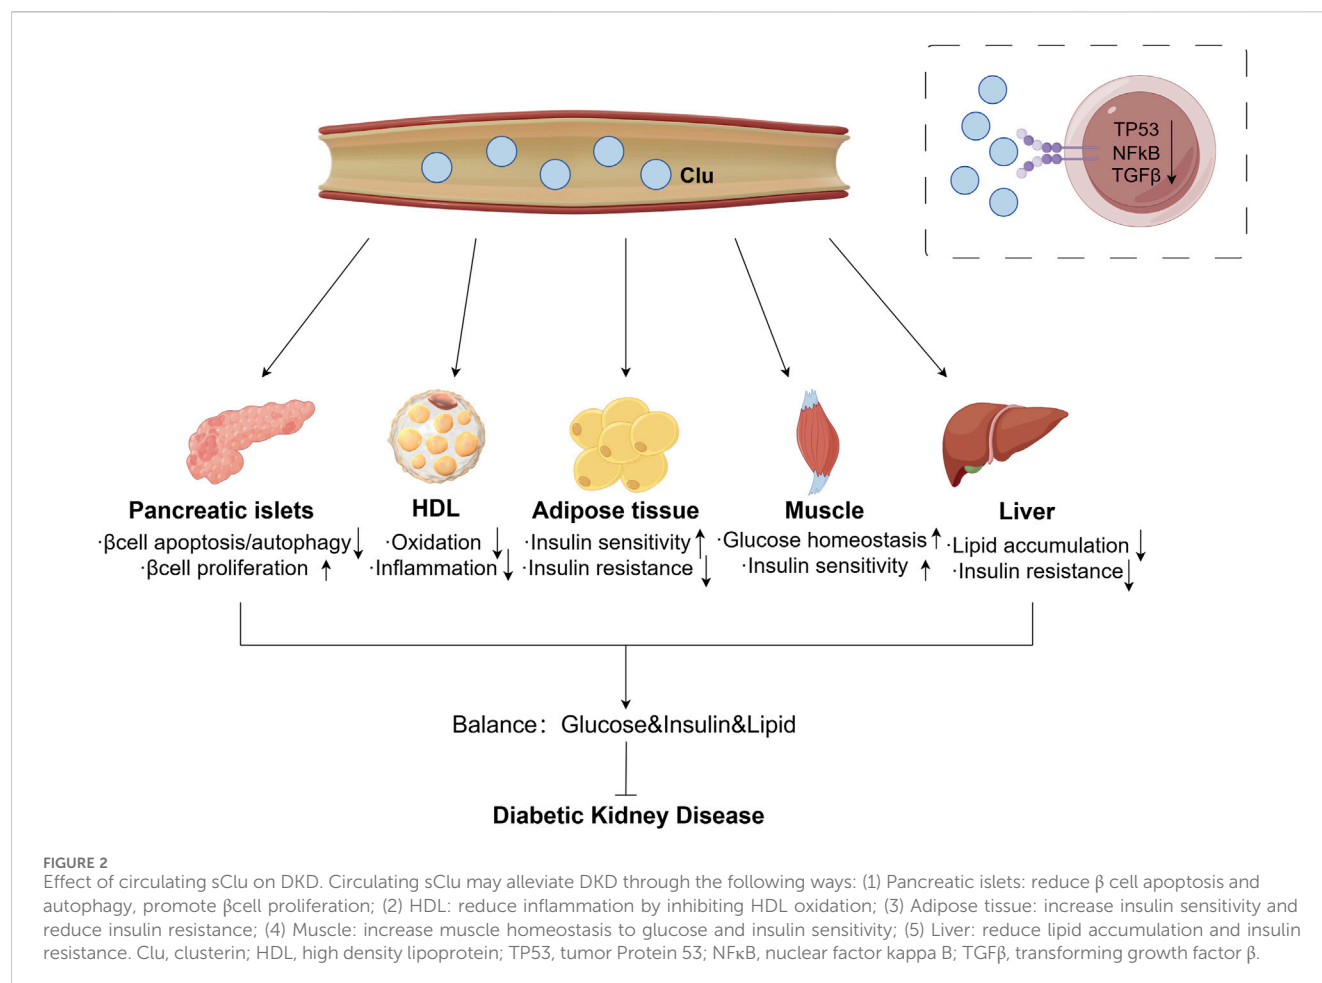 Clu
TP53
NFkB
TGFβ
Pancreatic islets
·βcell apoptosis/autophagy
·βcell proliferation
HDL
·Oxidation
·Inflammation
Adipose tissue
·Insulin sensitivity
·Insulin resistance
Muscle
·Glucose homeostasis
·Insulin sensitivity
Liver
·Lipid accumulation
·Insulin resistance
Balance: Glucose&Insulin&Lipid
Diabetic Kidney Disease
FIGURE 2
Effect of circulating sClu on DKD. Circulating sClu may alleviate DKD through the following ways: (1) Pancreatic islets: reduce β cell apoptosis and
autophagy, promote βcell proliferation; (2) HDL: reduce inflammation by inhibiting HDL oxidation; (3) Adipose tissue: increase insulin sensitivity and
reduce insulin resistance; (4) Muscle: increase muscle homeostasis to glucose and insulin sensitivity; (5) Liver: reduce lipid accumulation and insulin
resistance. Clu, clusterin; HDL, high density lipoprotein; TP53, tumor Protein 53; NFκB, nuclear factor kappa B; TGFβ, transforming growth factor β.